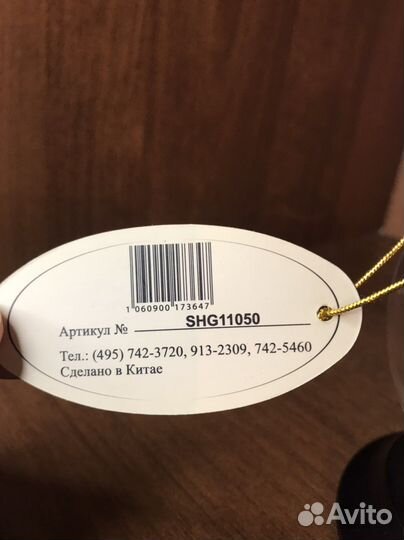 1 060900 173647
Артикул № SHG11050
Тел.: (495) 742-3720, 913-2309, 742-5460
Сделано в Китае
Avito